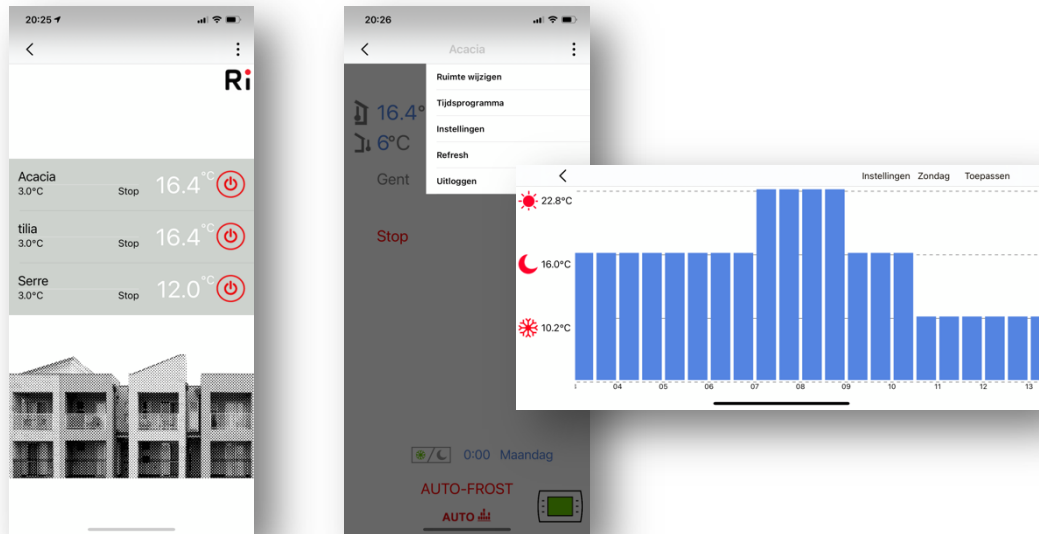 20:25
Ri
Acacia
3.0°C Stop 16.4°C
tilia
3.0°C Stop 16.4°C
Serre
3.0°C Stop 12.0°C
20:26
Acacia
Ruimte wijzigen
Tijdsprogramma
Instellingen
Refresh
Uitloggen
16.4°
6°C
Gent
Stop
0:00 Maandag
AUTO-FROST
AUTO
Instellingen Zondag Toepassen
22.8°C
16.0°C
10.2°C
04 05 06 07 08 09 10 11 12 13